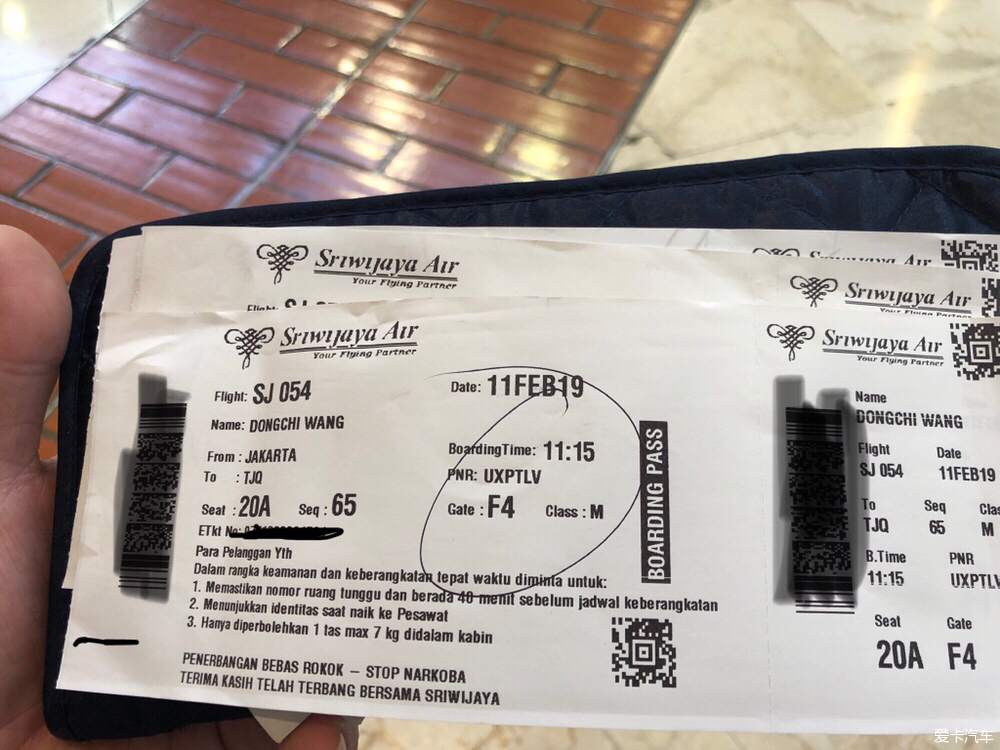 Sriwijaya Air
Your Flying Partner
Sriwijaya Air
Flight:
Sriwijaya Air
Your Flying Partner
Sriwijaya Air
Your Flying Partner
Flight: SJ 054
Date: 11FEB19
Name: DONGCHI WANG
From : JAKARTA
BoardingTime: 11:15
To : TJQ
PNR: UXPTLV
Seat : 20A Seq : 65
Gate : F4 Class : M
ETkt No:
BOARDING PASS
Para Pelanggan Yth
Dalam rangka keamanan dan keberangkatan tepat waktu diminta untuk:
1. Memastikan nomor ruang tunggu dan berada 40 menit sebelum jadwal keberangkatan
2. Menunjukkan identitas saat naik ke Pesawat
3. Hanya diperbolehkan 1 tas max 7 kg didalam kabin
PENERBANGAN BEBAS ROKOK – STOP NARKOBA
TERIMA KASIH TELAH TERBANG BERSAMA SRIWIJAYA
Sriwijaya Air
Your Flying Partner
Name
DONGCHI WANG
Flight Date
SJ 054 11FEB19
To Seq Clas
TJQ 65 M
B.Time PNR
11:15 UXPTLV
Seat Gate
20A F4
爱卡汽车